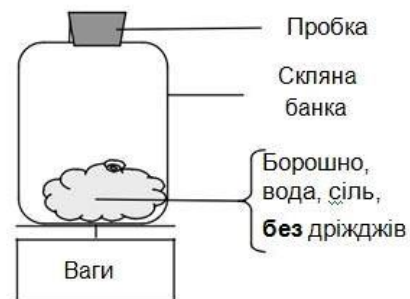 Пробка
Скляна
банка
Борошно,
вода, сіль,
без дріжджів
Ваги